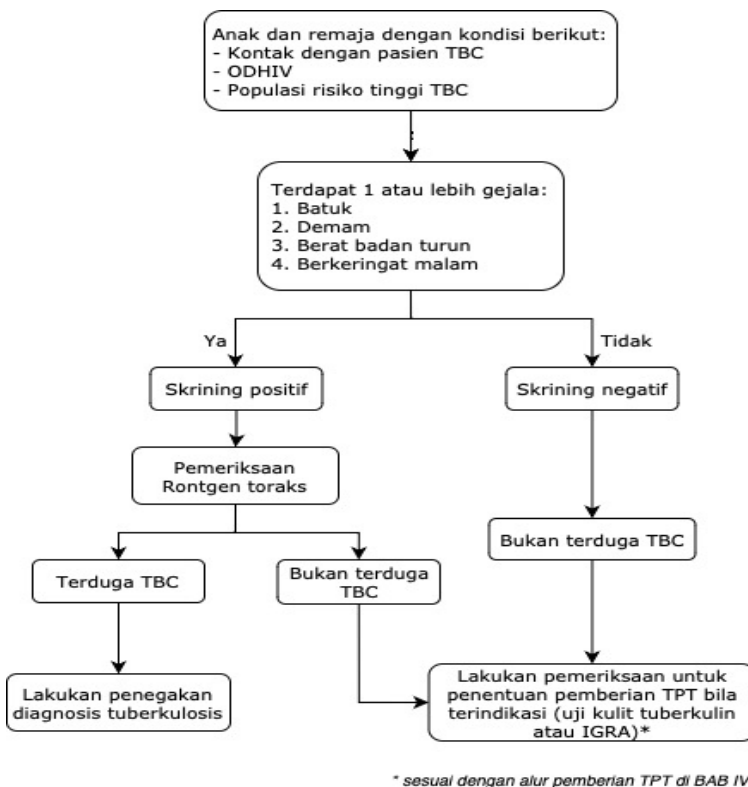 Anak dan remaja dengan kondisi berikut:
- Kontak dengan pasien TBC
- ODHIV
- Populasi risiko tinggi TBC
Terdapat 1 atau lebih gejala:
1. Batuk
2. Demam
3. Berat badan turun
4. Berkeringat malam
Ya
Tidak
Skrining positif
Skrining negatif
Pemeriksaan
Rontgen toraks
Bukan terduga TBC
Terduga TBC
Bukan terduga
TBC
Lakukan penegakan
diagnosis tuberkulosis
Lakukan pemeriksaan untuk
penentuan pemberian TPT bila
terindikasi (uji kulit tuberkulin
atau IGRA)*
* sesuai dengan alur pemberian TPT di BAB IV